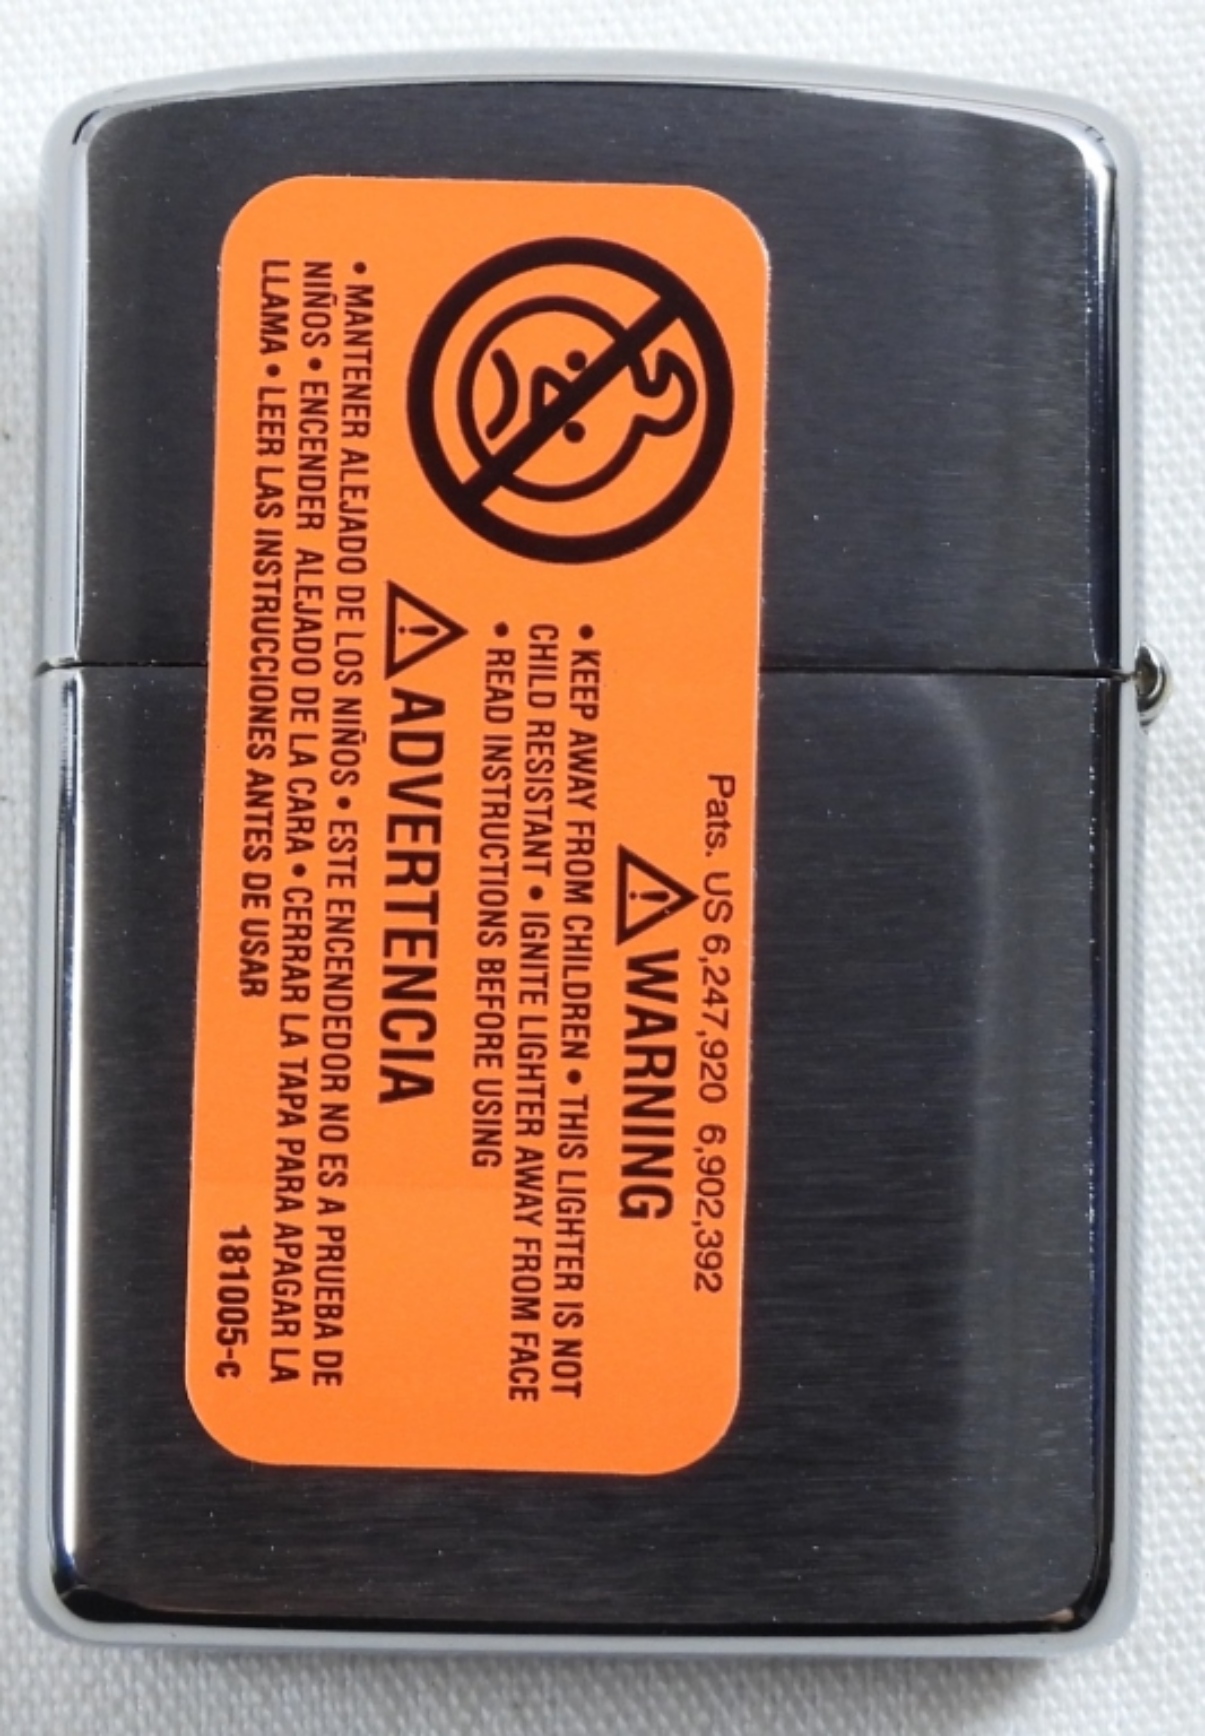 Pats. US 6,247,920 6,902,392
WARNING
• KEEP AWAY FROM CHILDREN • THIS LIGHTER IS NOT
CHILD RESISTANT • IGNITE LIGHTER AWAY FROM FACE
• READ INSTRUCTIONS BEFORE USING
ADVERTENCIA
• MANTENER ALEJADO DE LOS NIÑOS • ESTE ENCENDEDOR NO ES A PRUEBA DE
NIÑOS • ENCENDER ALEJADO DE LA CARA • CERRAR LA TAPA PARA APAGAR LA
LLAMA • LEER LAS INSTRUCCIONES ANTES DE USAR
181005-c